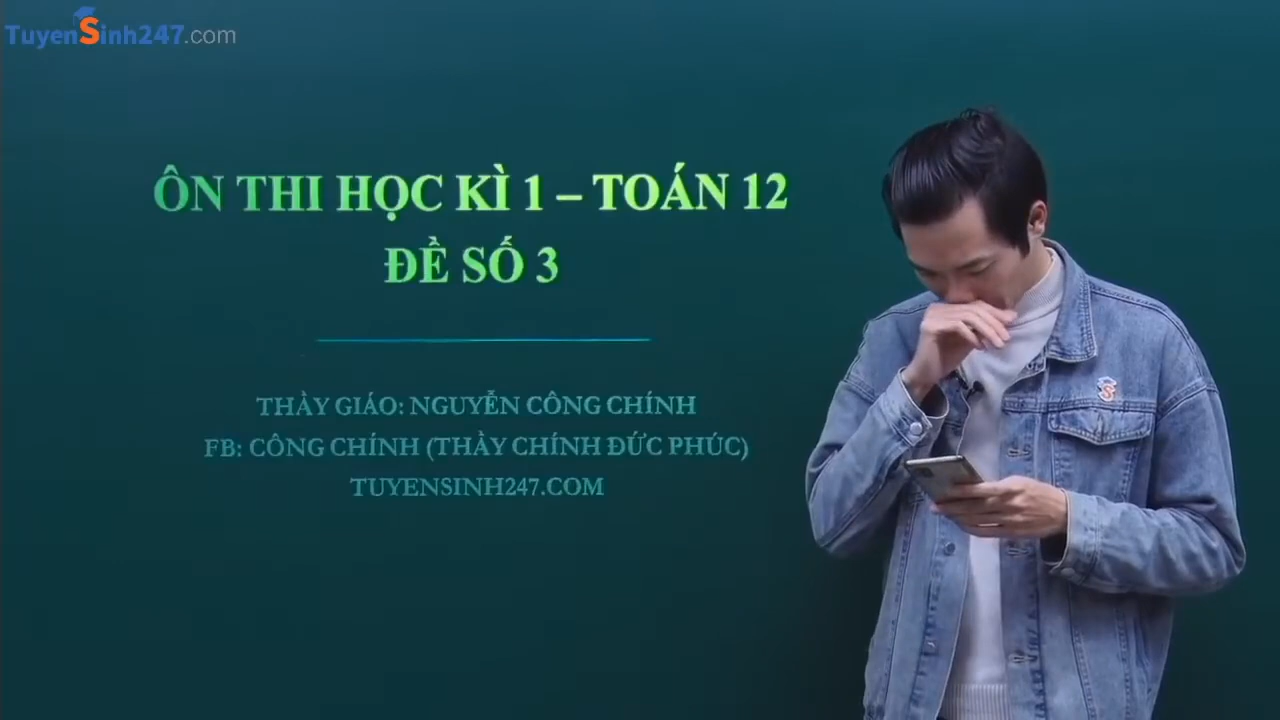 TuyenSinh247.com
ÔN THI HỌC KÌ 1 – TOÁN 12
ĐỀ SỐ 3
THẦY GIÁO: NGUYỄN CÔNG CHÍNH
FB: CÔNG CHÍNH (THẦY CHÍNH ĐỨC PHÚC)
TUYENSINH247.COM